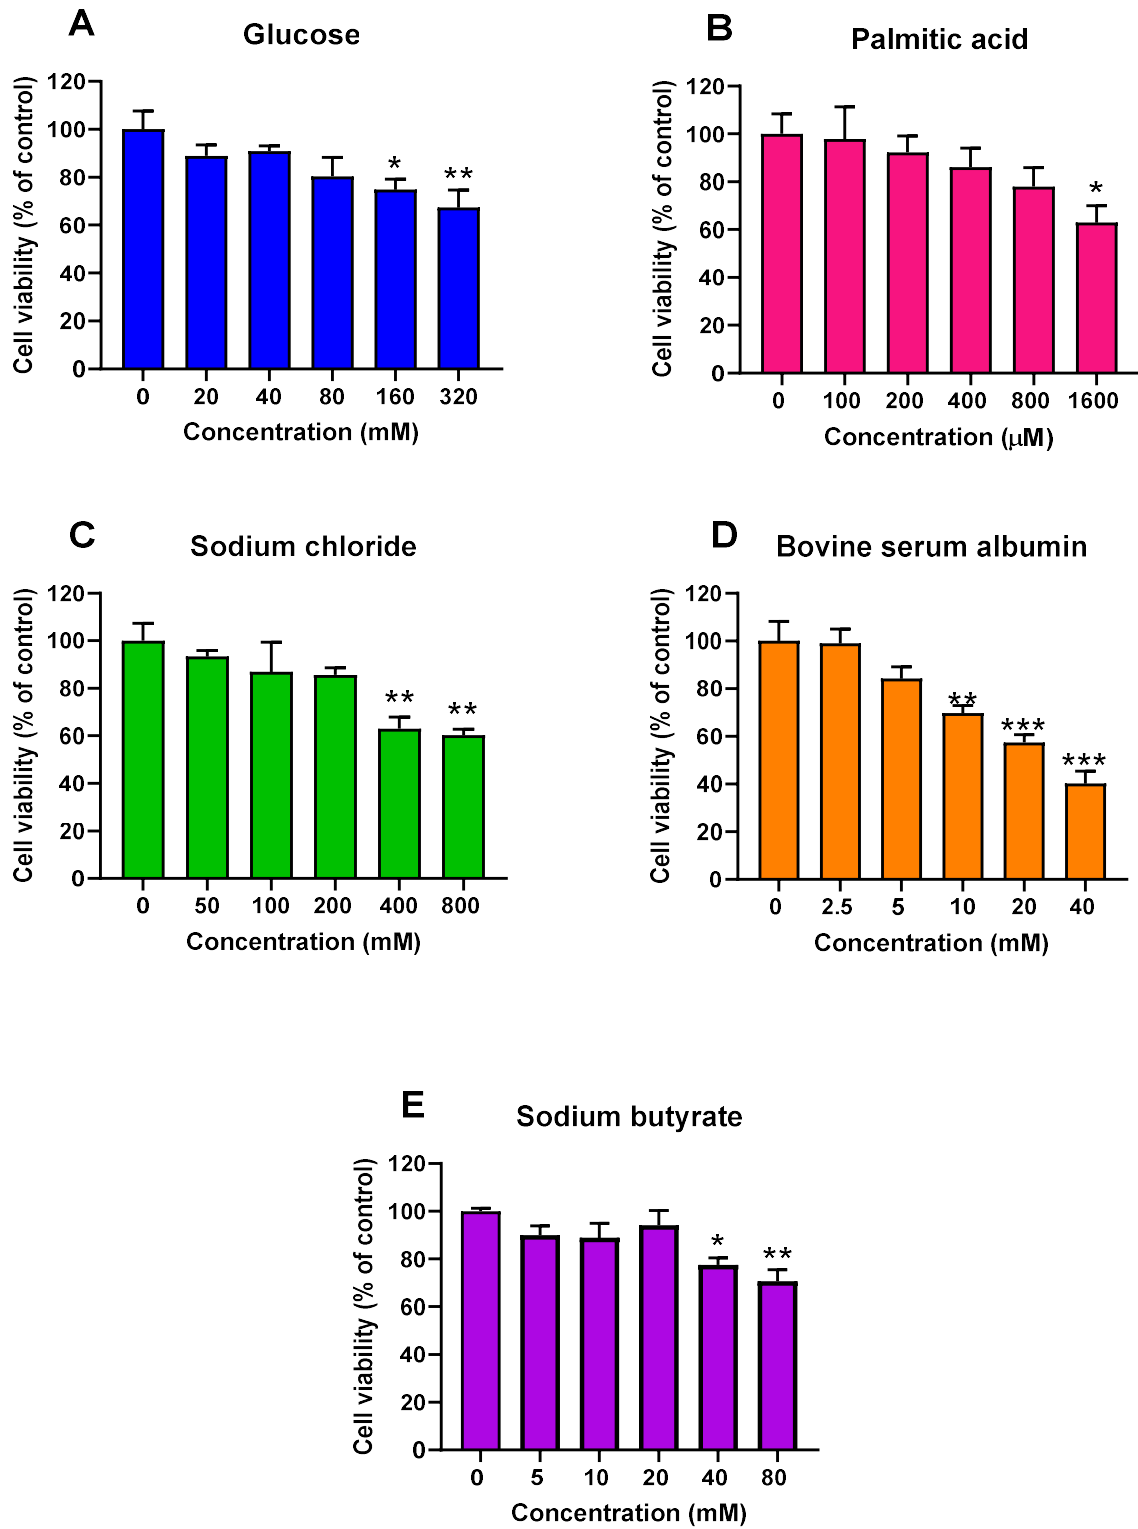 A
Glucose
Cell viability (% of control)
120
100
80
60
40
20
0
* **
0 20 40 80 160 320
Concentration (mM)
B
Palmitic acid
Cell viability (% of control)
120
100
80
60
40
20
0
*
0 100 200 400 800 1600
Concentration (μM)
C
Sodium chloride
Cell viability (% of control)
120
100
80
60
40
20
0
** **
0 50 100 200 400 800
Concentration (mM)
D
Bovine serum albumin
Cell viability (% of control)
120
100
80
60
40
20
0
** *** ***
0 2.5 5 10 20 40
Concentration (mM)
E
Sodium butyrate
Cell viability (% of control)
120
100
80
60
40
20
0
* **
0 5 10 20 40 80
Concentration (mM)